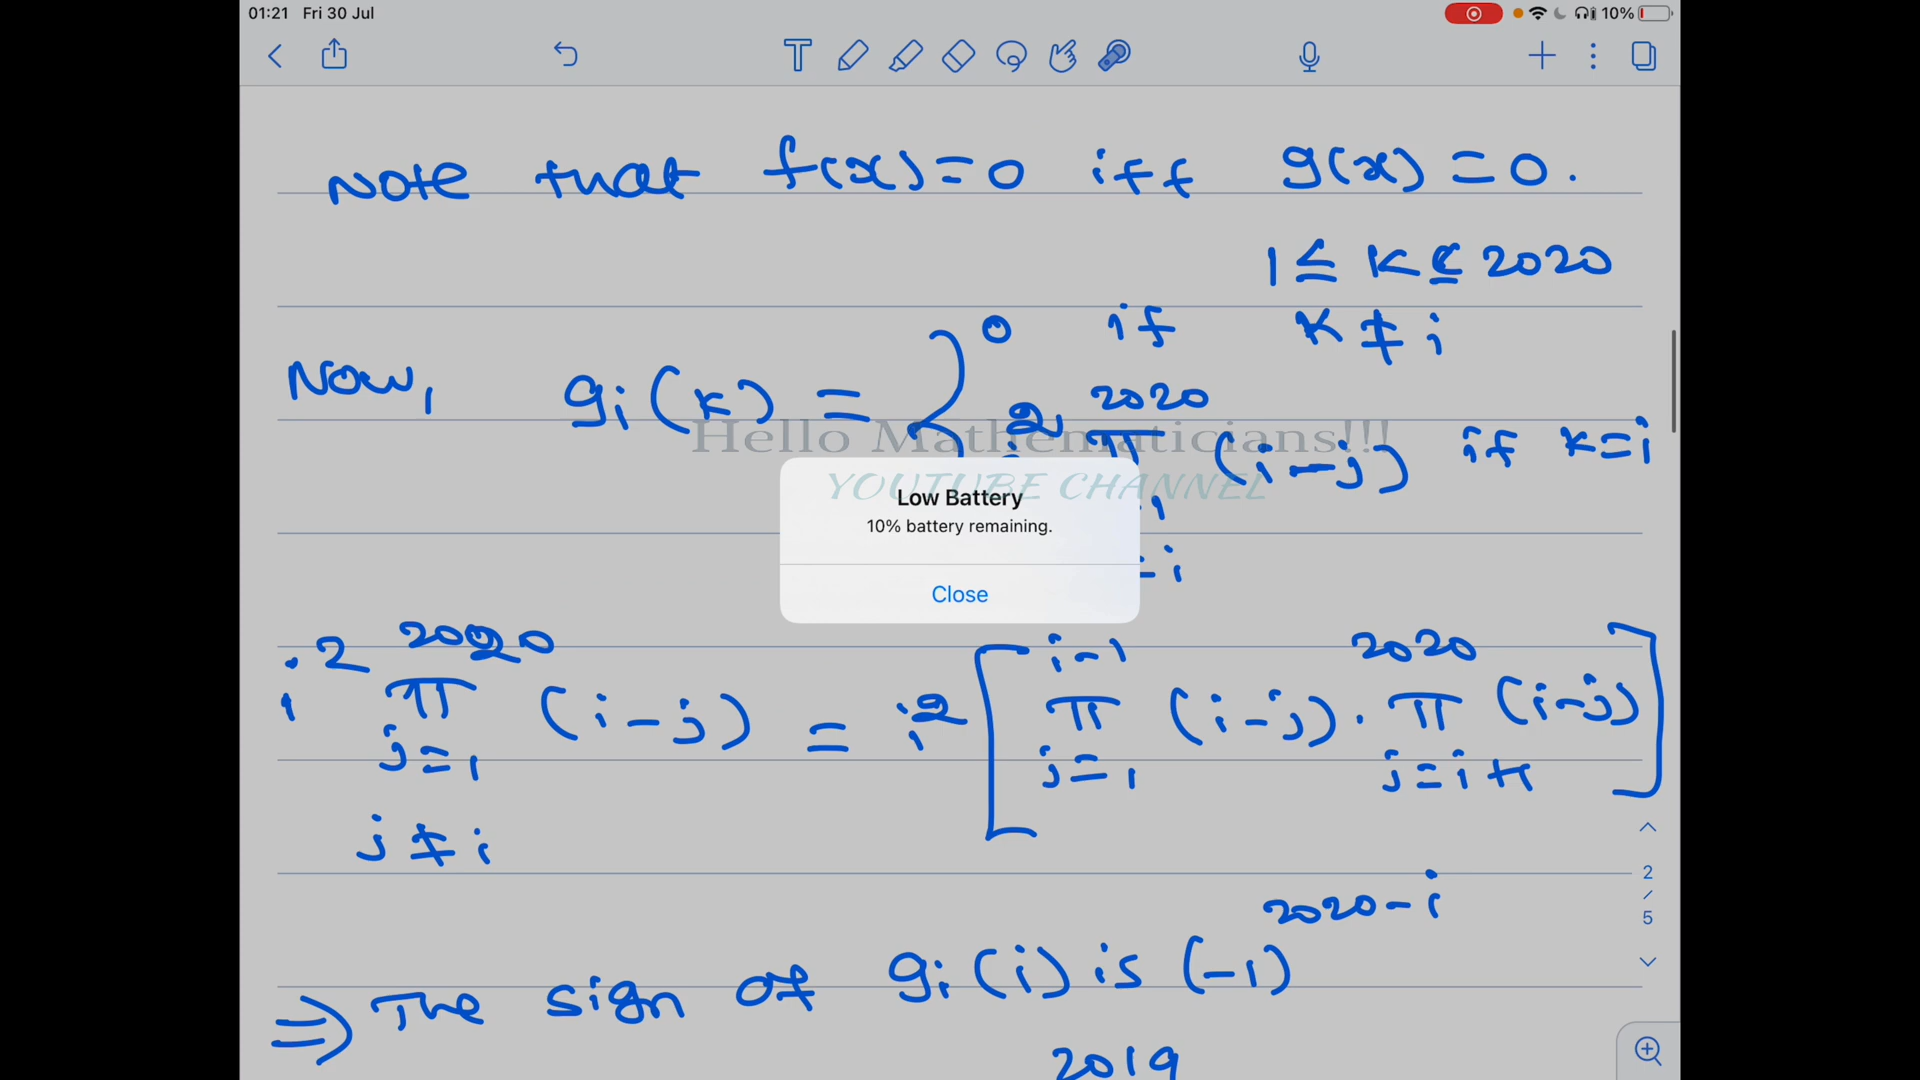 01:21 Fri 30 Jul 10%
Note that f(x)=0 iff g(x)=0.
1 ≤ k ≤ 2020
0 if k ≠ i
Now, gi(k) = { 2020
i² π (i-j) if k=i
Hello Mathematicians!!!
YOUTUBE CHANNEL
Low Battery
10% battery remaining.
Close
i² 2020 π (i-j) = i² [ i-1 π (i-j) . 2020 π (i-j) ]
j=1 j=1 j=i+1
j≠i
2
/
5
⇒ The sign of gi(i) is (-1)^2020-i
2019